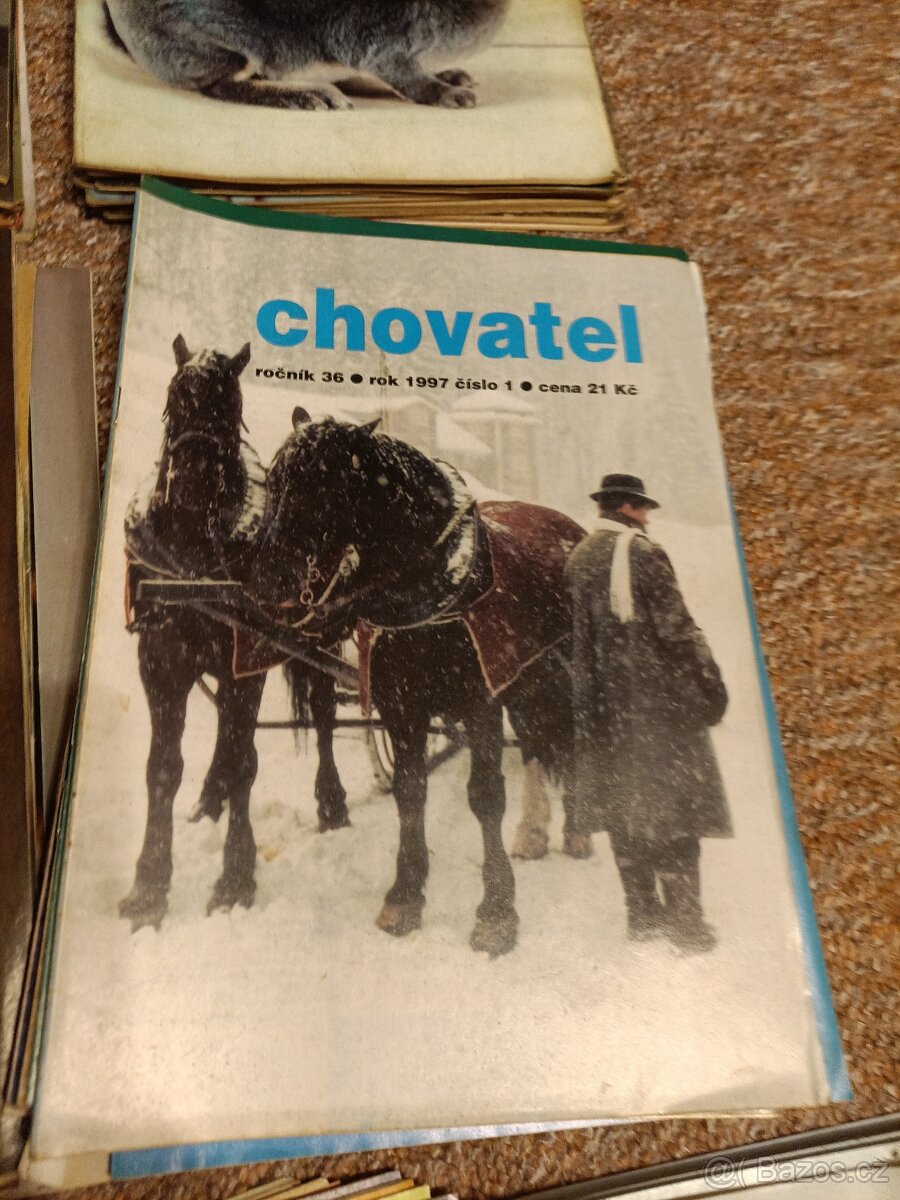 chovatel
ročník 36 ● rok 1997 číslo 1 ● cena 21 Kč
Bazos.cz